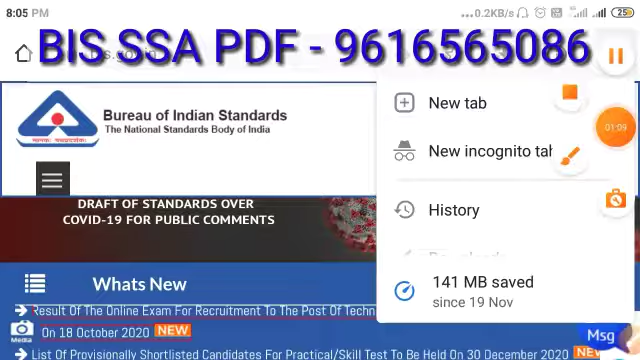 8:05 PM
...0.2KB/s
25
BIS SSA PDF - 9616565086
New tab
Bureau of Indian Standards
The National Standards Body of India
01:09
New incognito tab
DRAFT OF STANDARDS OVER
COVID-19 FOR PUBLIC COMMENTS
History
Whats New
141 MB saved
since 19 Nov
Result Of The Online Exam For Recruitment To The Post Of Techn
Media
On 18 October 2020 NEW
Msg
List Of Provisionally Shortlisted Candidates For Practical/Skill Test To Be Held On 30 December 2020 NE